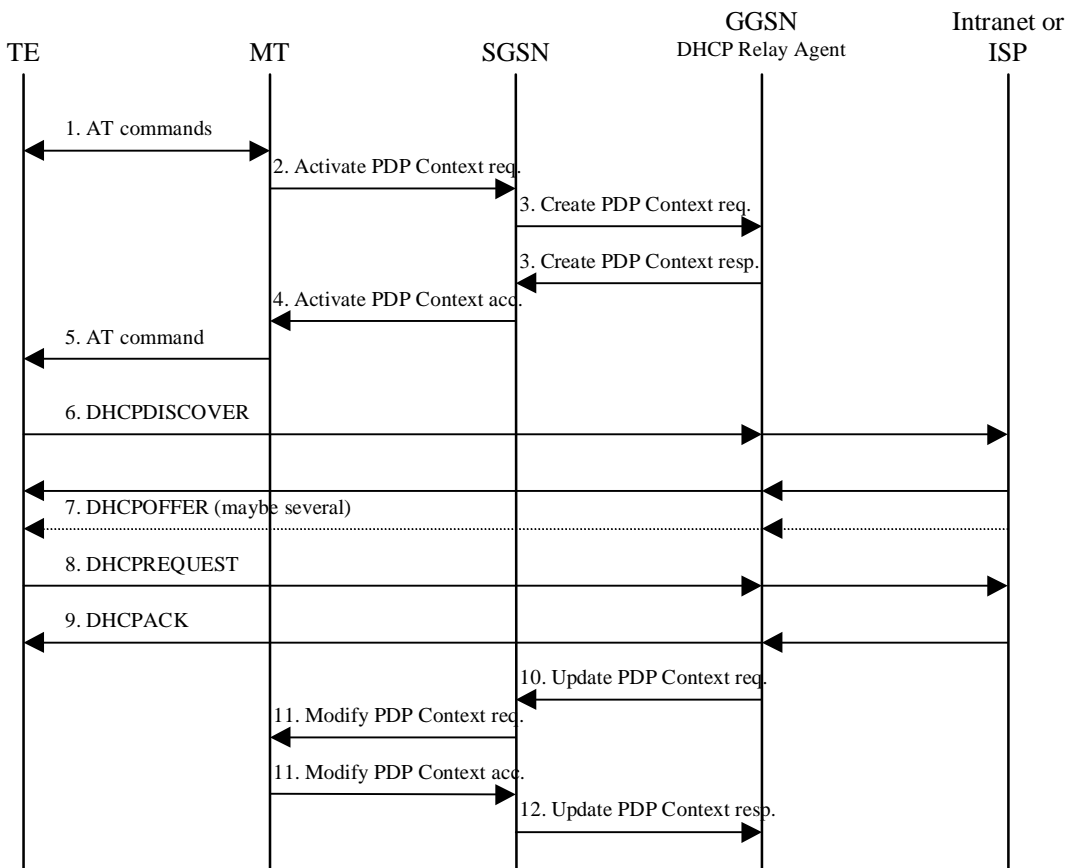 GGSN
Intranet or
TE
MT
SGSN
DHCP Relay Agent
ISP
1. AT commands
2. Activate PDP Context req.
3. Create PDP Context req.
3. Create PDP Context resp.
4. Activate PDP Context acc.
5. AT command
6. DHCPDISCOVER
7. DHCPOFFER (maybe several)
8. DHCPREQUEST
9. DHCPACK
10. Update PDP Context req.
11. Modify PDP Context req.
11. Modify PDP Context acc.
12. Update PDP Context resp.